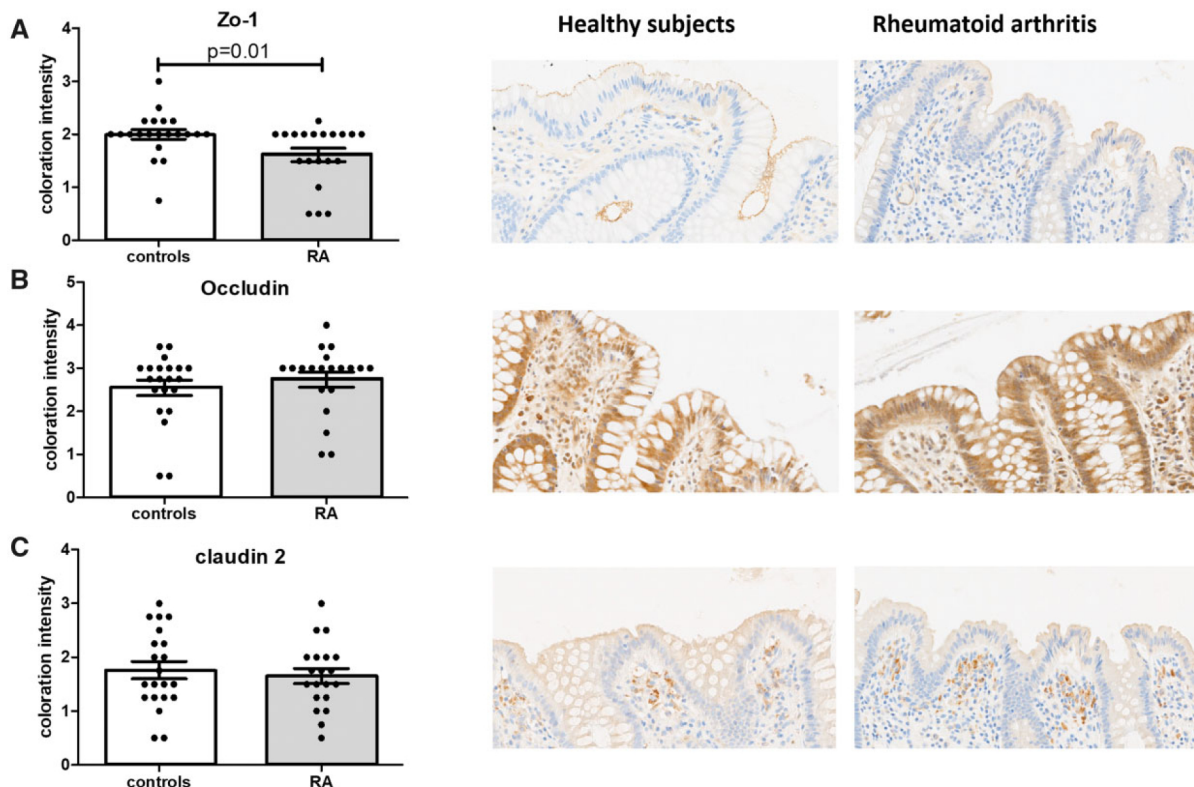 A
Zo-1
p=0.01
coloration intensity
4
3
2
1
0
controls
RA
Healthy subjects
Rheumatoid arthritis
B
Occludin
coloration intensity
5
4
3
2
1
0
controls
RA
C
claudin 2
coloration intensity
4
3
2
1
0
controls
RA